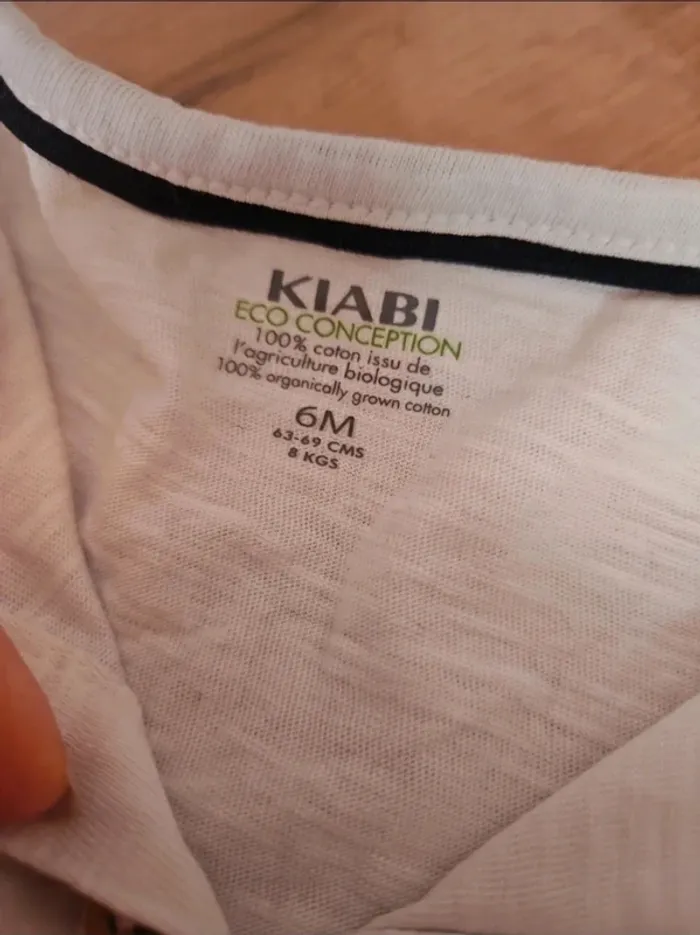 KIABI
ECO CONCEPTION
100% coton issu de
l'agriculture biologique
100% organically grown cotton
6M
63-69 CMS
8 KGS